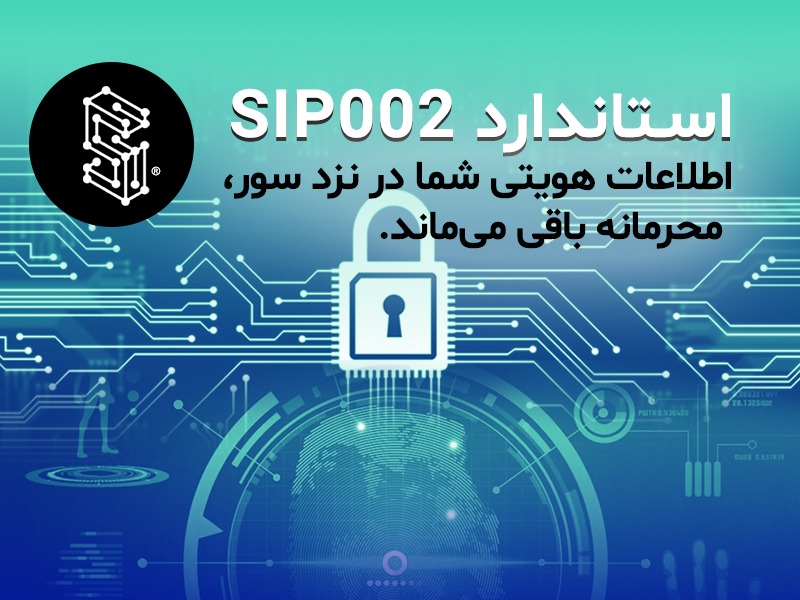 استاندارد SIP002
اطلاعات هویتی شما در نزد سور،
محرمانه باقی می‌ماند.
®